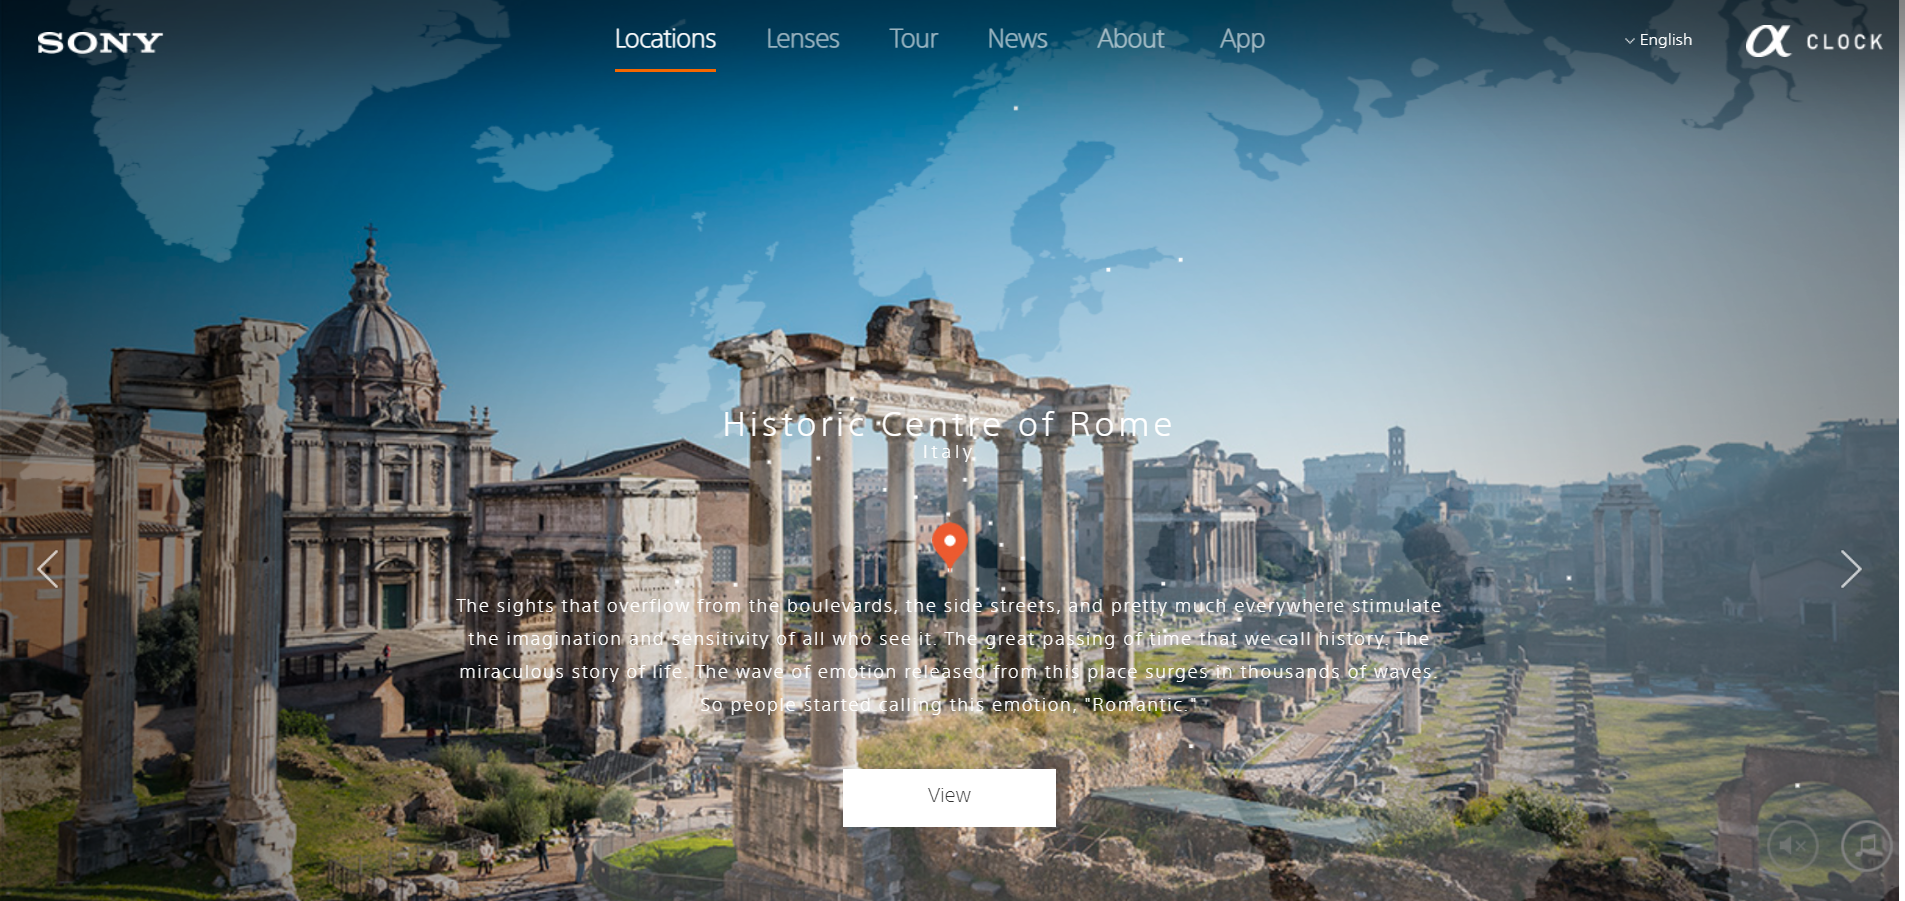 SONY
Locations
Lenses
Tour
News
About
App
English
α CLOCK
Historic Centre of Rome
Italy
The sights that overflow from the boulevards, the side streets, and pretty much everywhere stimulate
the imagination and sensitivity of all who see it. The great passing of time that we call history. The
miraculous story of life. The wave of emotion released from this place surges in thousands of waves.
So people started calling this emotion, "Romantic."
View